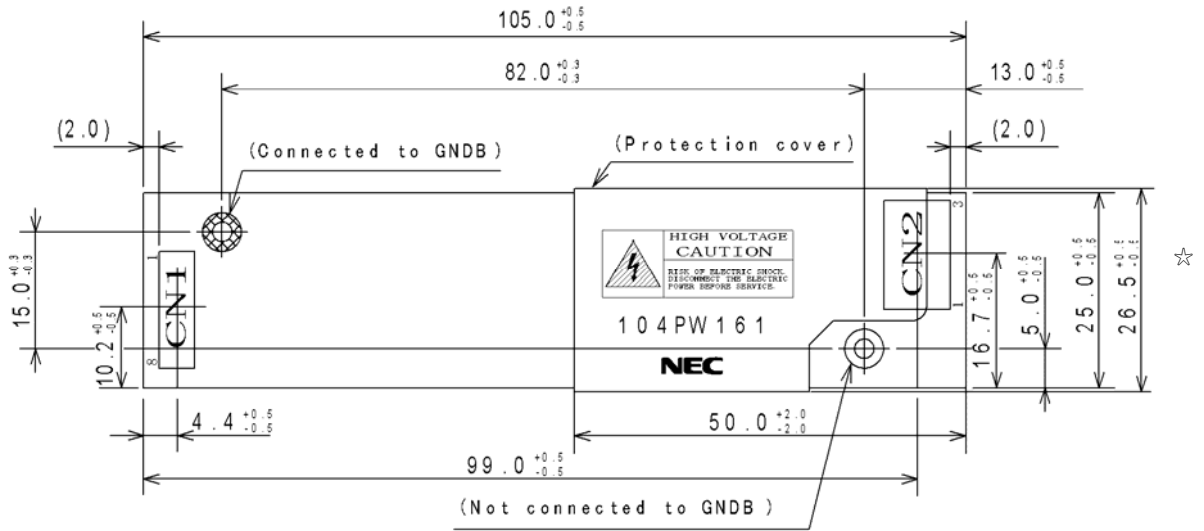 105.0 +0.5 -0.5
82.0 +0.3 -0.3
13.0 +0.5 -0.5
(2.0)
(Connected to GNDB)
(Protection cover)
(2.0)
15.0 +0.3 -0.3
10.2 +0.5 -0.5
1
CN1
8
HIGH VOLTAGE
CAUTION
RISK OF ELECTRIC SHOCK.
DISCONNECT THE ELECTRIC
POWER BEFORE SERVICE.
104PW161
NEC
3
CN2
1
16.7 +0.5 -0.5
5.0 +0.5 -0.5
25.0 +0.5 -0.5
26.5 +0.5 -0.5
☆
4.4 +0.5 -0.5
50.0 +2.0 -2.0
99.0 +0.5 -0.5
(Not connected to GNDB )